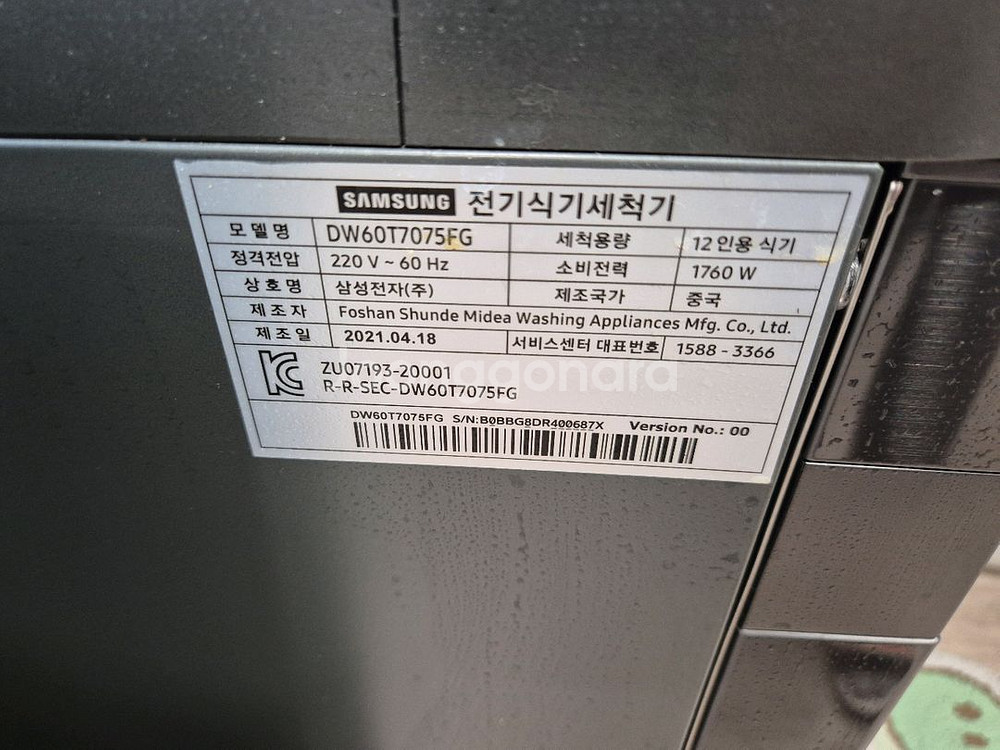 SAMSUNG 전기식기세척기
모델명 DW60T7075FG 세척용량 12인용 식기
정격전압 220 V ~ 60 Hz 소비전력 1760 W
상호명 삼성전자(주) 제조국가 중국
제조자 Foshan Shunde Midea Washing Appliances Mfg. Co., Ltd.
제조일 2021.04.18 서비스센터 대표번호 1588 - 3366
ZU07193-20001
R-R-SEC-DW60T7075FG
DW60T7075FG S/N:B0BBG8DR400687X Version No.: 00